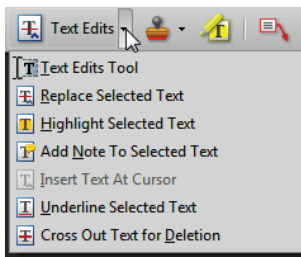 Text Edits
Text Edits Tool
Replace Selected Text
Highlight Selected Text
Add Note To Selected Text
Insert Text At Cursor
Underline Selected Text
Cross Out Text for Deletion